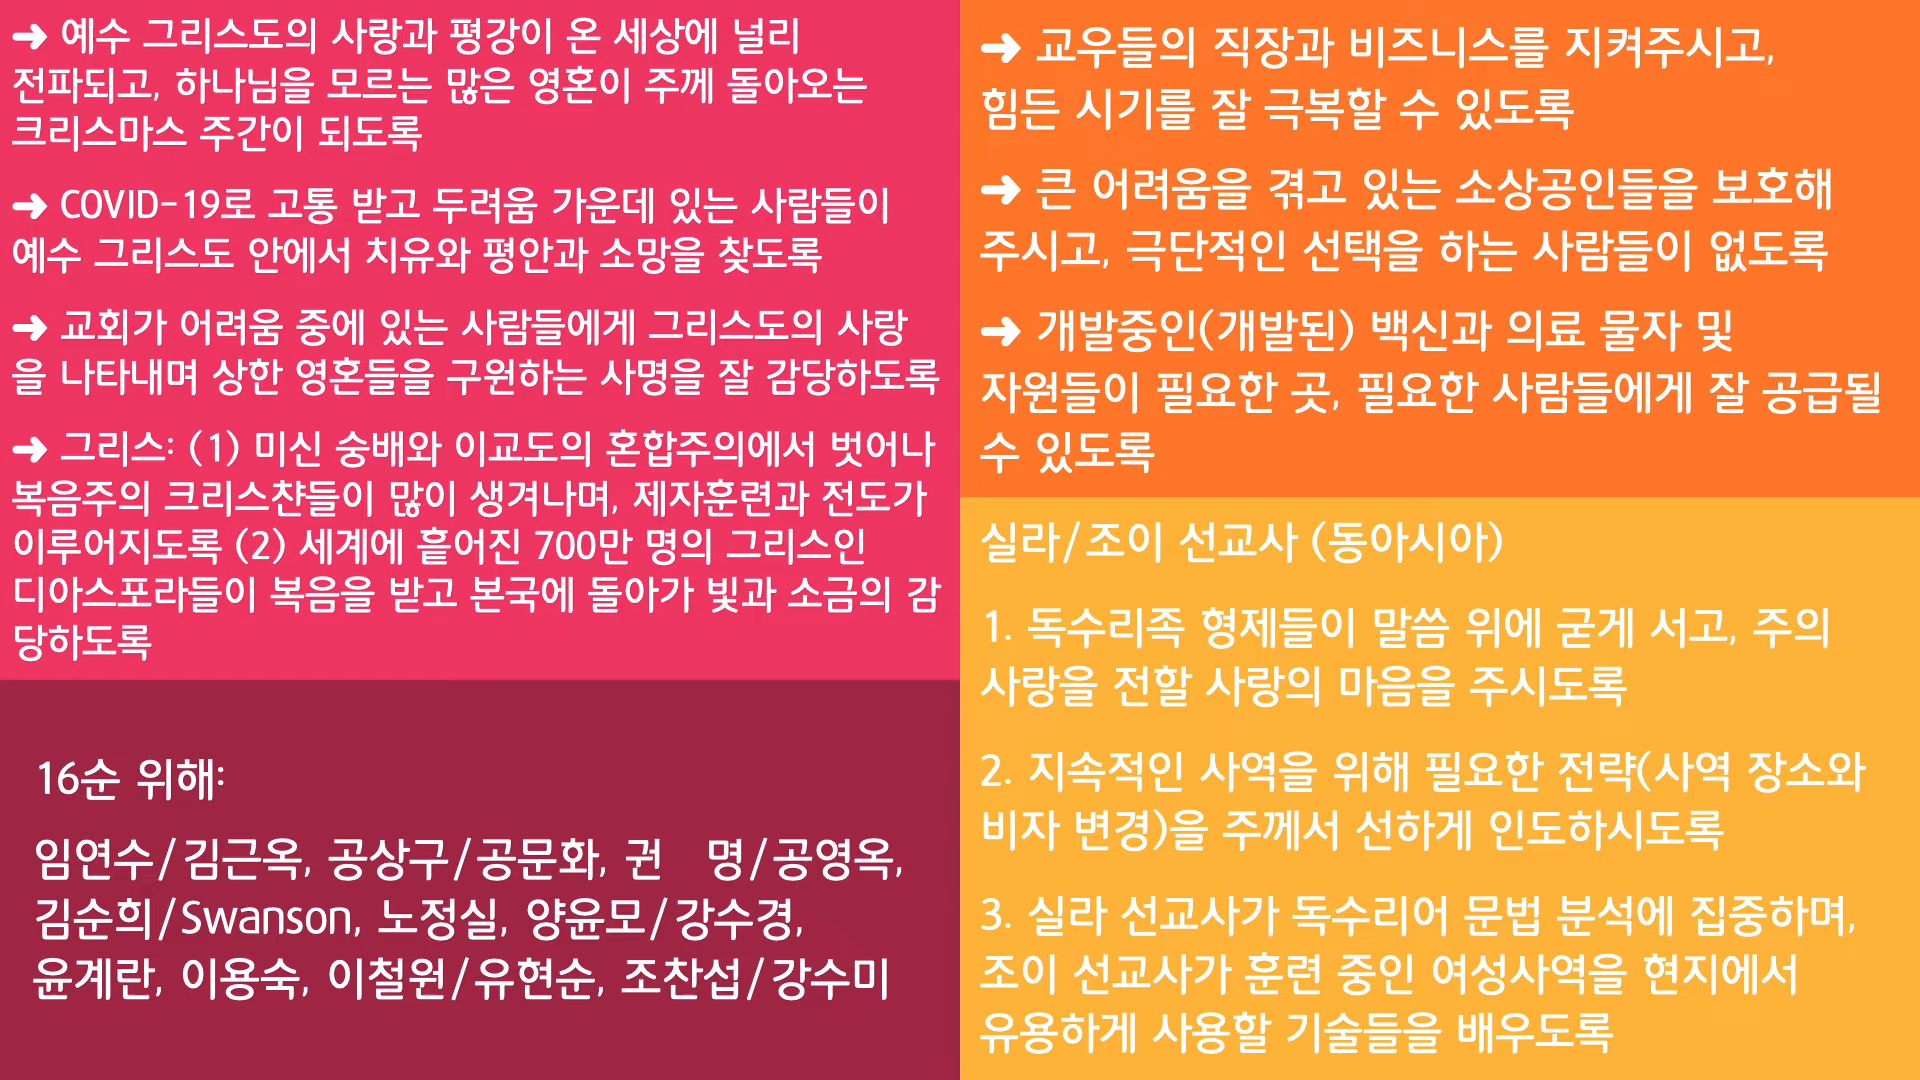 ➜ 예수 그리스도의 사랑과 평강이 온 세상에 널리
전파되고, 하나님을 모르는 많은 영혼이 주께 돌아오는
크리스마스 주간이 되도록
➜ COVID-19로 고통 받고 두려움 가운데 있는 사람들이
예수 그리스도 안에서 치유와 평안과 소망을 찾도록
➜ 교회가 어려움 중에 있는 사람들에게 그리스도의 사랑
을 나타내며 상한 영혼들을 구원하는 사명을 잘 감당하도록
➜ 그리스: (1) 미신 숭배와 이교도의 혼합주의에서 벗어나
복음주의 크리스챤들이 많이 생겨나며, 제자훈련과 전도가
이루어지도록 (2) 세계에 흩어진 700만 명의 그리스인
디아스포라들이 복음을 받고 본국에 돌아가 빛과 소금의 감
당하도록
16순 위해:
임연수/김근옥, 공상구/공문화, 권 명/공영옥,
김순희/Swanson, 노정실, 양윤모/강수경,
윤계란, 이용숙, 이철원/유현순, 조찬섭/강수미
➜ 교우들의 직장과 비즈니스를 지켜주시고,
힘든 시기를 잘 극복할 수 있도록
➜ 큰 어려움을 겪고 있는 소상공인들을 보호해
주시고, 극단적인 선택을 하는 사람들이 없도록
➜ 개발중인(개발된) 백신과 의료 물자 및
자원들이 필요한 곳, 필요한 사람들에게 잘 공급될
수 있도록
실라/조이 선교사 (동아시아)
1. 독수리족 형제들이 말씀 위에 굳게 서고, 주의
사랑을 전할 사랑의 마음을 주시도록
2. 지속적인 사역을 위해 필요한 전략(사역 장소와
비자 변경)을 주께서 선하게 인도하시도록
3. 실라 선교사가 독수리어 문법 분석에 집중하며,
조이 선교사가 훈련 중인 여성사역을 현지에서
유용하게 사용할 기술들을 배우도록